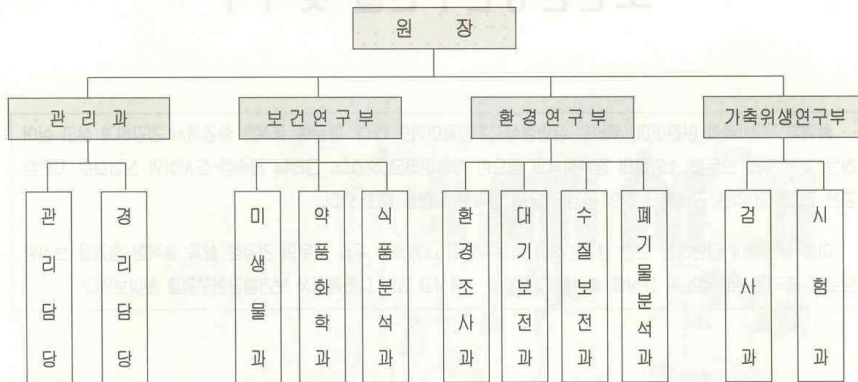 원 장
관 리 과
보 건 연 구 부
환 경 연 구 부
가축위생연구부
관리담당
경리담당
미생물과
약품화학과
식품분석과
환경조사과
대기보전과
수질보전과
폐기물분석과
검사과
시험과